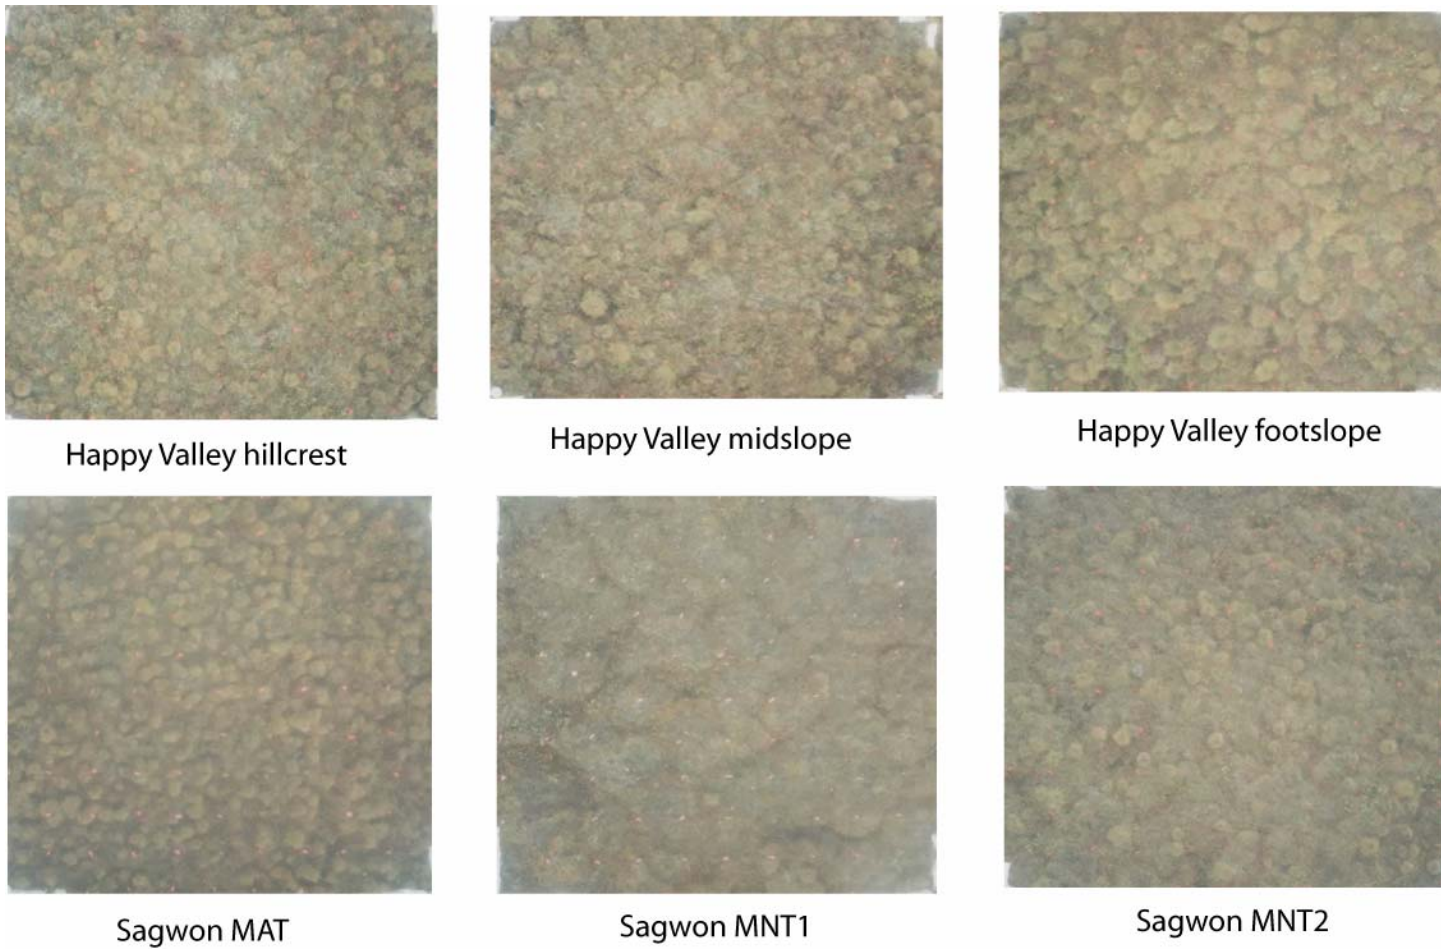 Happy Valley hillcrest
Happy Valley midslope
Happy Valley footslope
Sagwon MAT
Sagwon MNT1
Sagwon MNT2